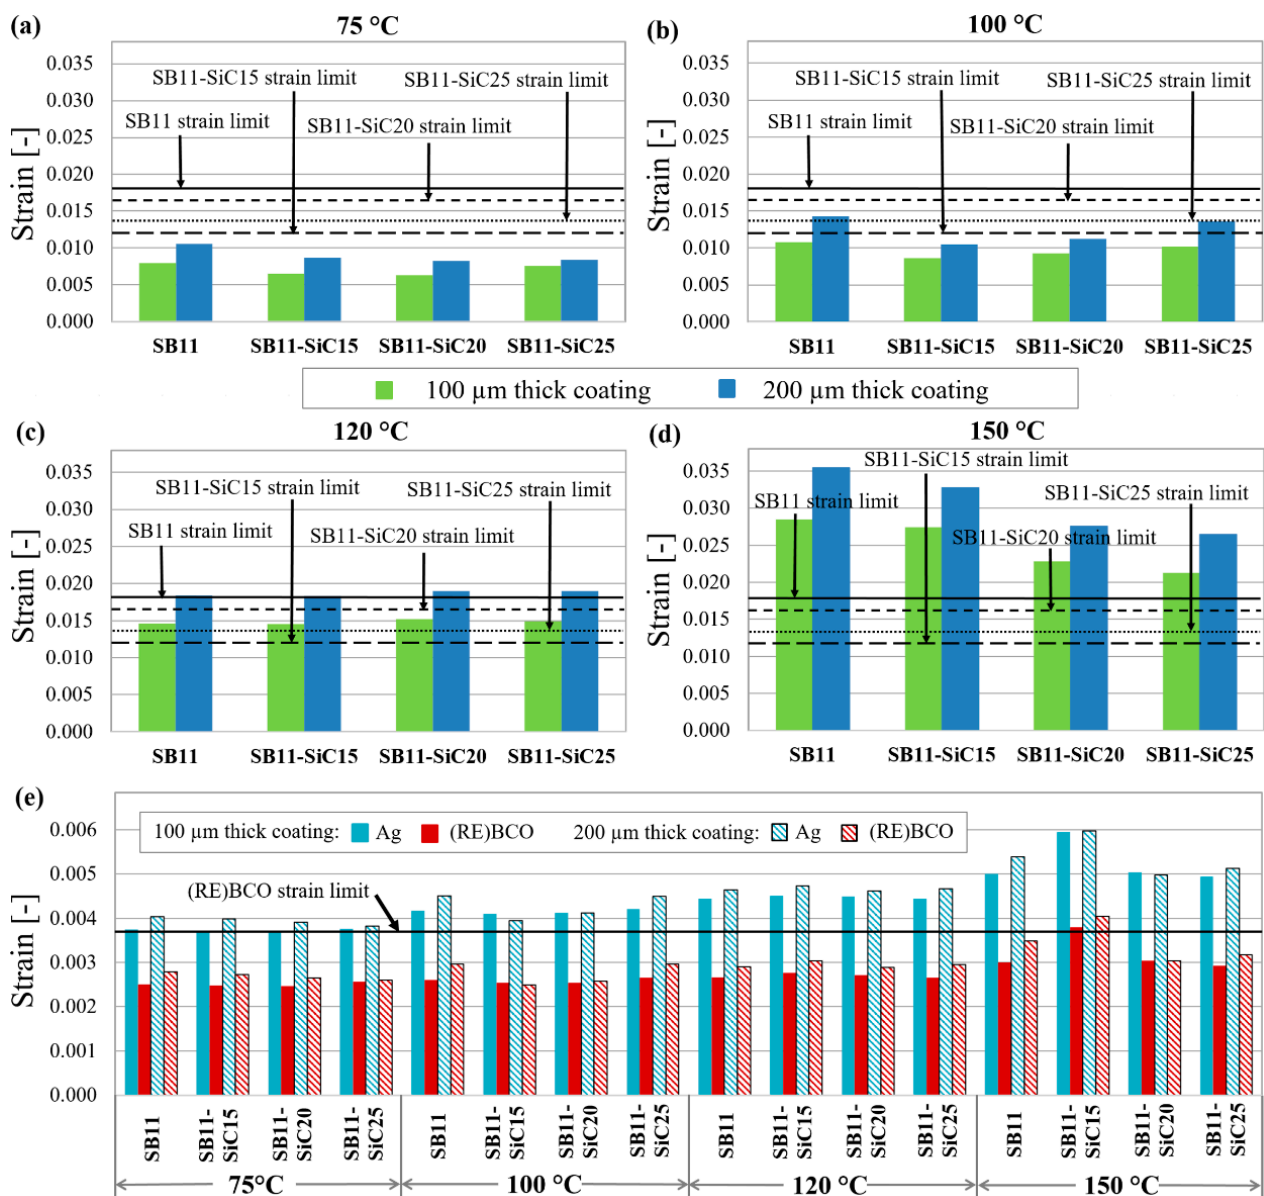 (a)
75 °C
(b)
100 °C
Strain [-]
0.035
0.030
0.025
0.020
0.015
0.010
0.005
0.000
SB11-SiC15 strain limit
SB11-SiC25 strain limit
SB11 strain limit
SB11-SiC20 strain limit
SB11
SB11-SiC15
SB11-SiC20
SB11-SiC25
Strain [-]
0.035
0.030
0.025
0.020
0.015
0.010
0.005
0.000
SB11-SiC15 strain limit
SB11-SiC25 strain limit
SB11 strain limit
SB11-SiC20 strain limit
SB11
SB11-SiC15
SB11-SiC20
SB11-SiC25
100 µm thick coating
200 µm thick coating
(c)
120 °C
(d)
150 °C
Strain [-]
0.035
0.030
0.025
0.020
0.015
0.010
0.005
0.000
SB11-SiC15 strain limit
SB11-SiC25 strain limit
SB11 strain limit
SB11-SiC20 strain limit
SB11
SB11-SiC15
SB11-SiC20
SB11-SiC25
Strain [-]
0.035
0.030
0.025
0.020
0.015
0.010
0.005
0.000
SB11-SiC15 strain limit
SB11 strain limit
SB11-SiC25 strain limit
SB11-SiC20 strain limit
SB11
SB11-SiC15
SB11-SiC20
SB11-SiC25
(e)
Strain [-]
0.006
0.005
0.004
0.003
0.002
0.001
0.000
100 µm thick coating: Ag (RE)BCO 200 µm thick coating: Ag (RE)BCO
(RE)BCO strain limit
SB11
SB11-
SiC15
SB11-
SiC20
SB11-
SiC25
SB11
SB11-
SiC15
SB11-
SiC20
SB11-
SiC25
SB11
SB11-
SiC15
SB11-
SiC20
SB11-
SiC25
SB11
SB11-
SiC15
SB11-
SiC20
SB11-
SiC25
75°C
100 °C
120 °C
150 °C